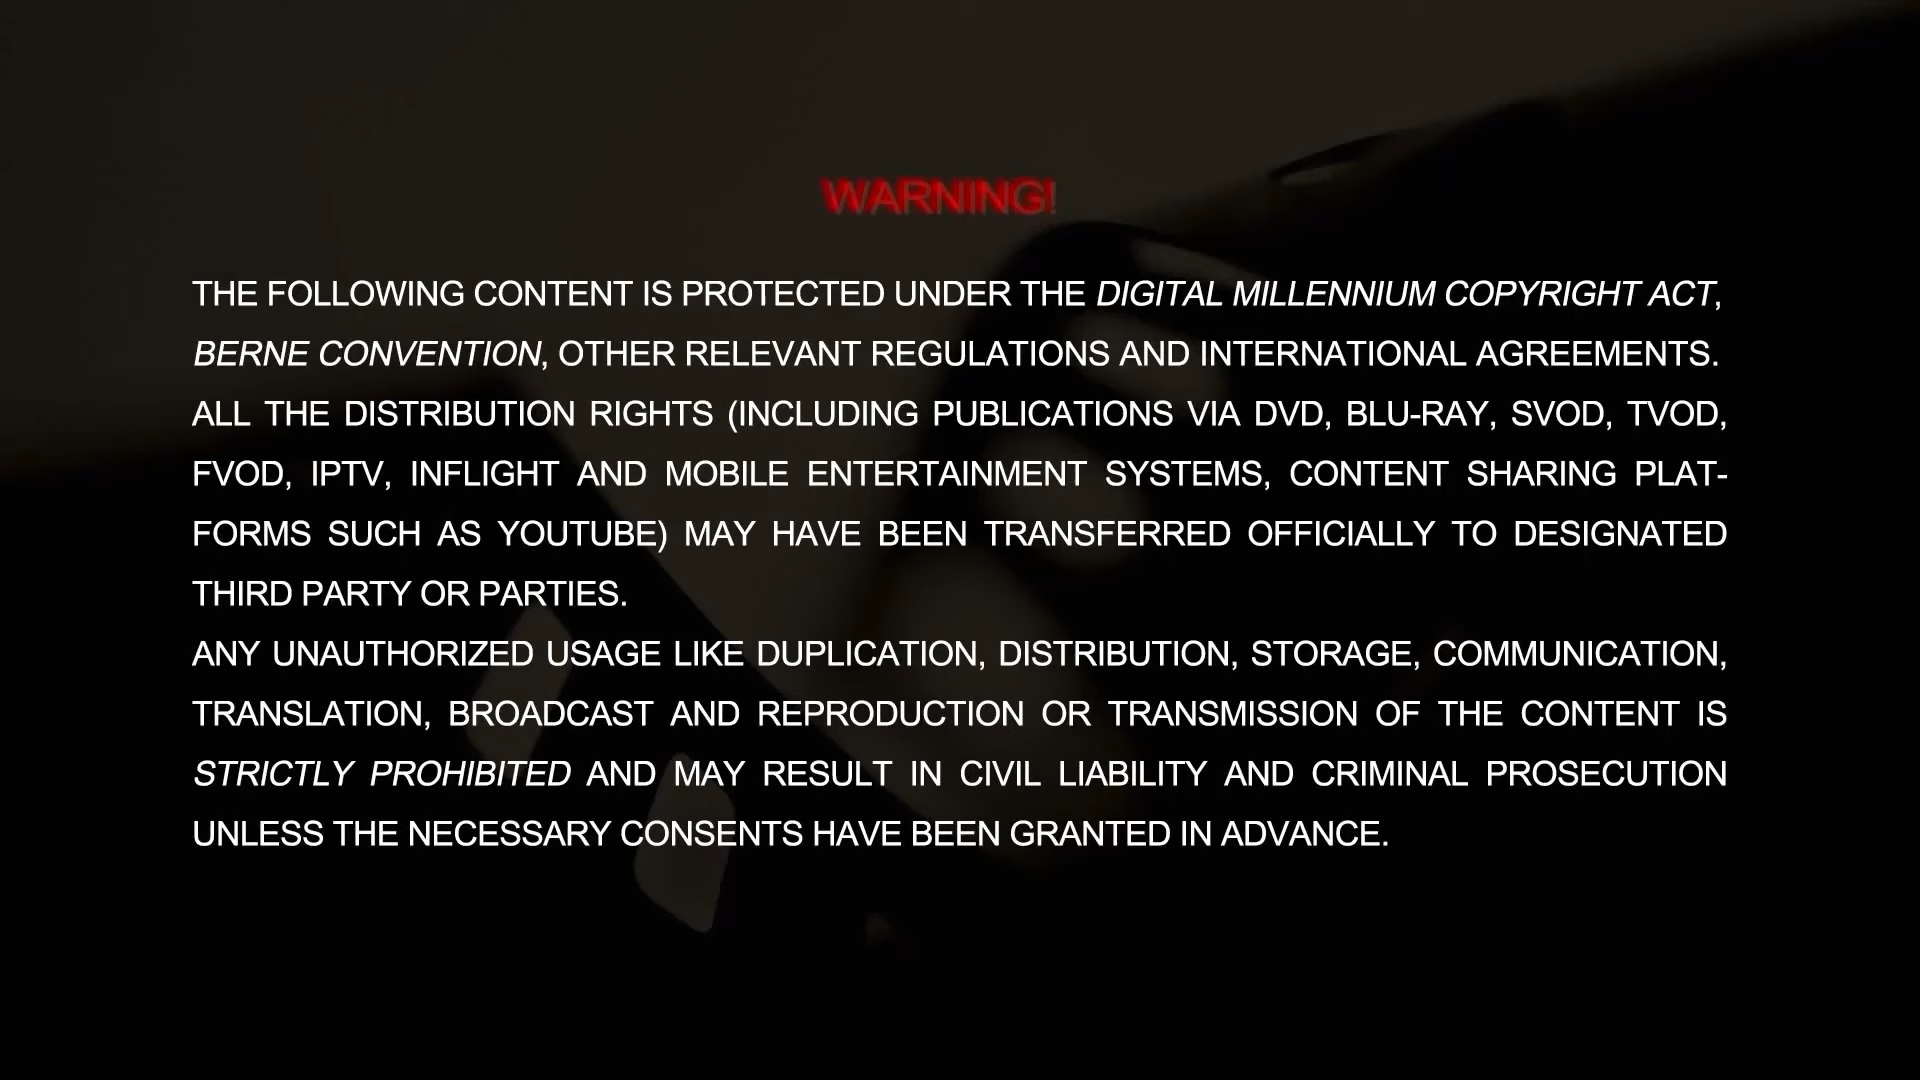 WARNING!
THE FOLLOWING CONTENT IS PROTECTED UNDER THE DIGITAL MILLENNIUM COPYRIGHT ACT,
BERNE CONVENTION, OTHER RELEVANT REGULATIONS AND INTERNATIONAL AGREEMENTS.
ALL THE DISTRIBUTION RIGHTS (INCLUDING PUBLICATIONS VIA DVD, BLU-RAY, SVOD, TVOD,
FVOD, IPTV, INFLIGHT AND MOBILE ENTERTAINMENT SYSTEMS, CONTENT SHARING PLAT-
FORMS SUCH AS YOUTUBE) MAY HAVE BEEN TRANSFERRED OFFICIALLY TO DESIGNATED
THIRD PARTY OR PARTIES.
ANY UNAUTHORIZED USAGE LIKE DUPLICATION, DISTRIBUTION, STORAGE, COMMUNICATION,
TRANSLATION, BROADCAST AND REPRODUCTION OR TRANSMISSION OF THE CONTENT IS
STRICTLY PROHIBITED AND MAY RESULT IN CIVIL LIABILITY AND CRIMINAL PROSECUTION
UNLESS THE NECESSARY CONSENTS HAVE BEEN GRANTED IN ADVANCE.